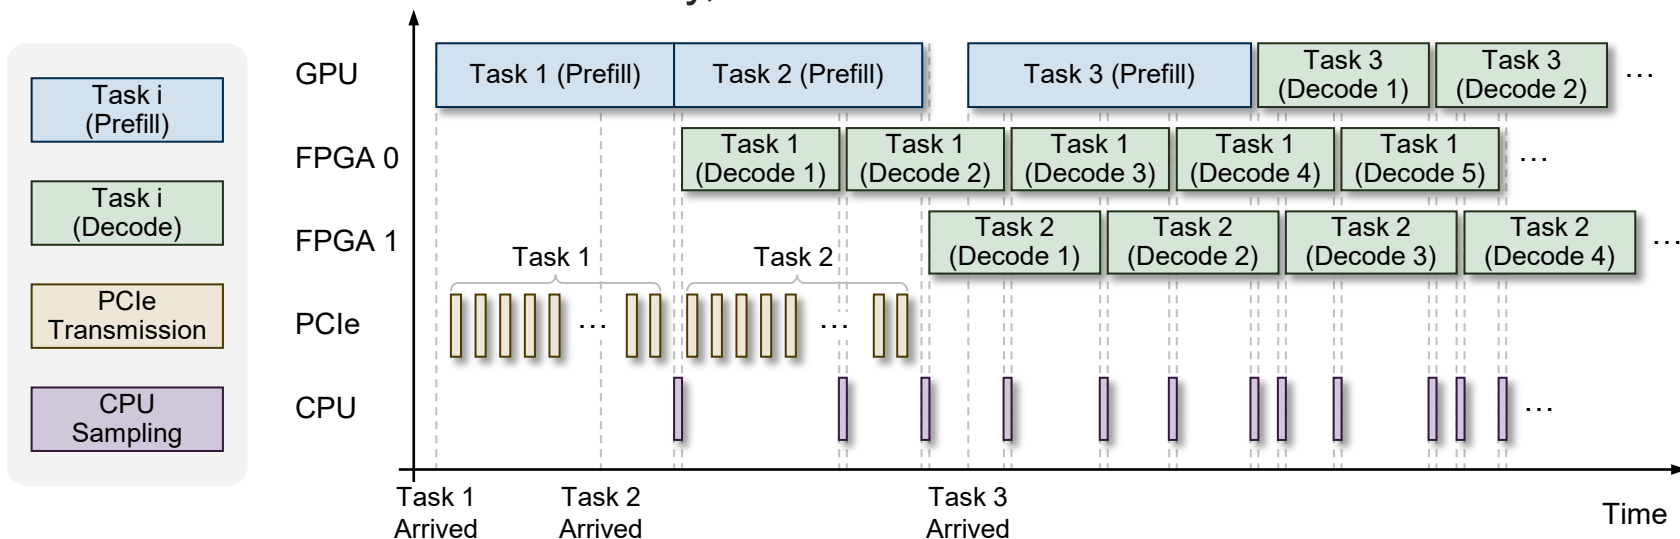 Task i
(Prefill)
Task i
(Decode)
PCIe
Transmission
CPU
Sampling
GPU
Task 1 (Prefill)
Task 2 (Prefill)
Task 3 (Prefill)
Task 3
(Decode 1)
Task 3
(Decode 2)
...
FPGA 0
Task 1
(Decode 1)
Task 1
(Decode 2)
Task 1
(Decode 3)
Task 1
(Decode 4)
Task 1
(Decode 5)
...
FPGA 1
Task 2
(Decode 1)
Task 2
(Decode 2)
Task 2
(Decode 3)
Task 2
(Decode 4)
...
Task 1
Task 2
PCIe
...
...
CPU
...
Task 1
Arrived
Task 2
Arrived
Task 3
Arrived
Time